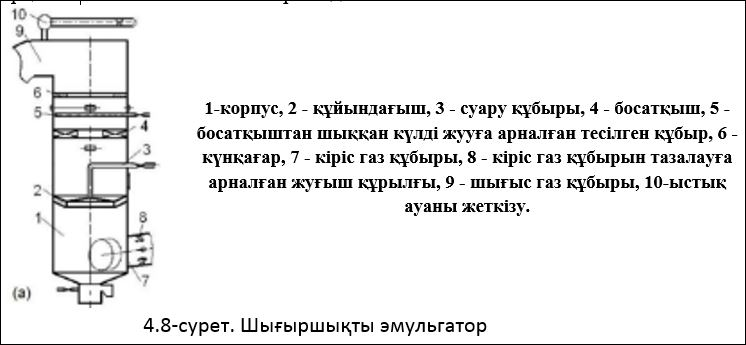 10
9
6
5
4
3
2
1
8
7
(а)
1-корпус, 2 - құйындағыш, 3 - суару құбыры, 4 - босатқыш, 5 -
босатқыштан шыққан күлді жууға арналған тесілген құбыр, 6 -
күнқағар, 7 - кіріс газ құбыры, 8 - кіріс газ құбырын тазалауға
арналған жуғыш құрылғы, 9 - шығыс газ құбыры, 10-ыстық
ауаны жеткізу.
4.8-сурет. Шығыршықты эмульгатор